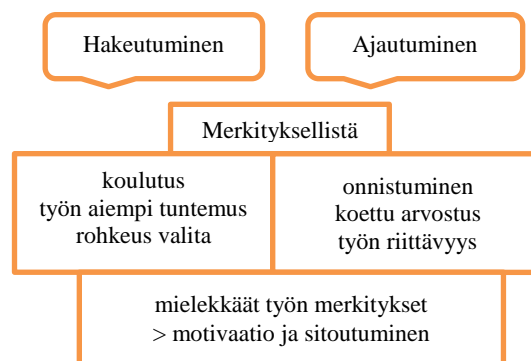 Hakeutuminen
Ajautuminen
Merkityksellistä
koulutus
työn aiempi tuntemus
rohkeus valita
onnistuminen
koettu arvostus
työn riittävyys
mielekkäät työn merkitykset
> motivaatio ja sitoutuminen